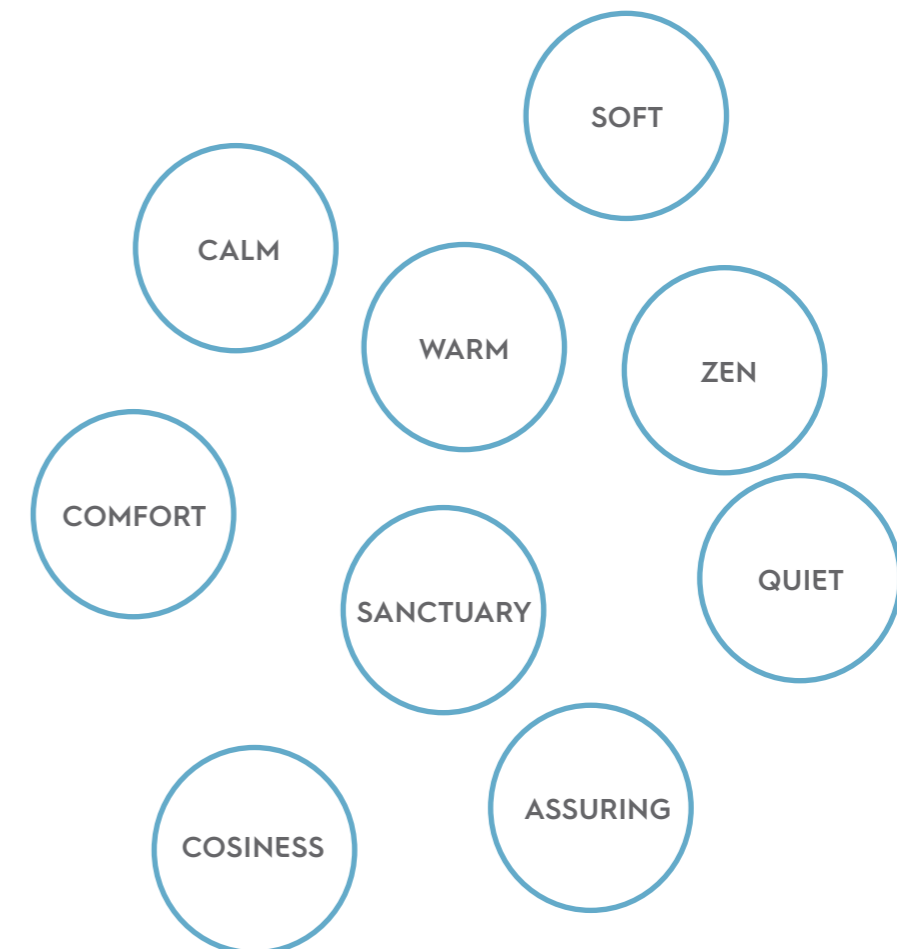 SOFT
CALM
WARM
ZEN
COMFORT
QUIET
SANCTUARY
ASSURING
COSINESS